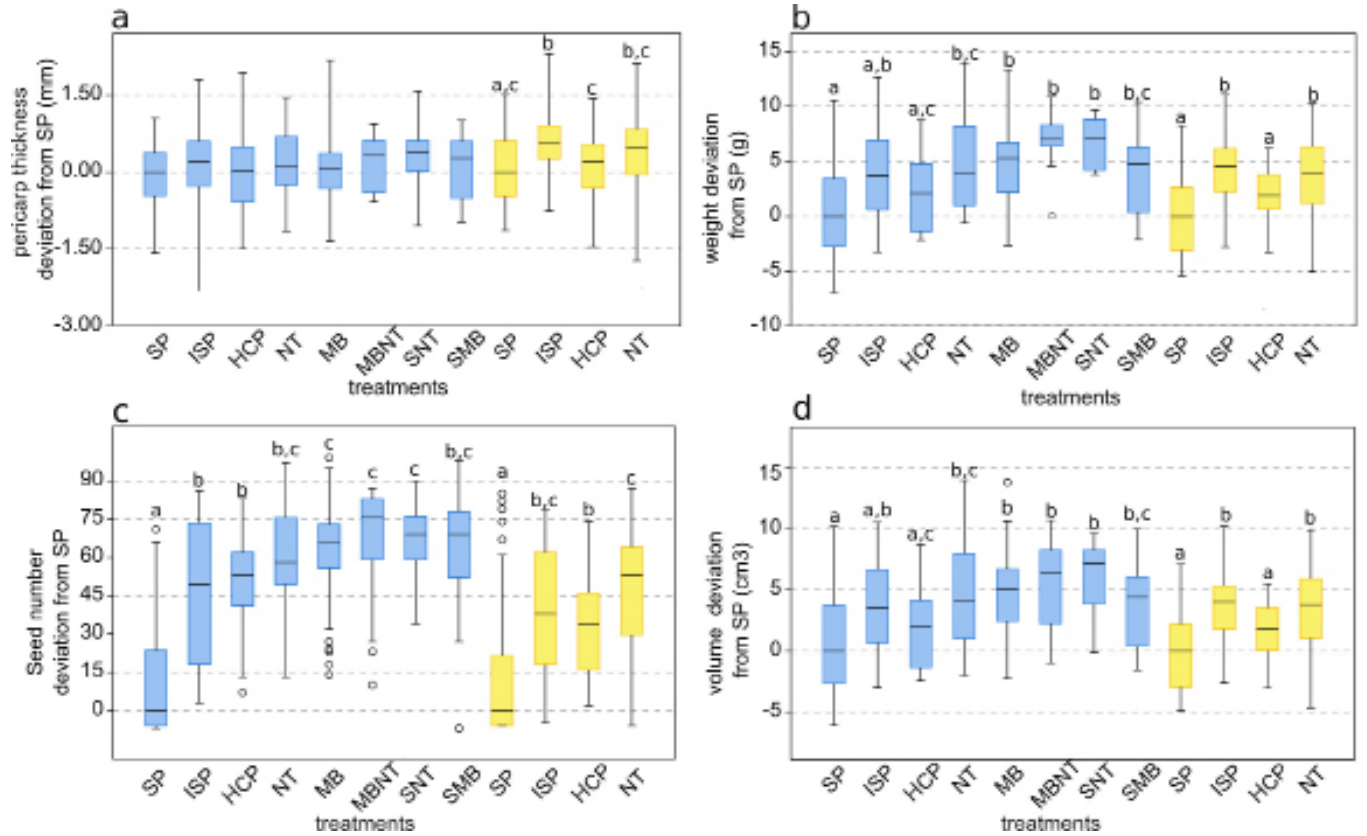 a
pericarp thickness
deviation from SP (mm)
1.50
0.00
-1.50
-3.00
a,c
b
c
b,c
SP
ISP
HCP
NT
MB
MBNT
SNT
SMB
SP
ISP
HCP
NT
treatments
b
weight deviation
from SP (g)
15
10
5
0
-5
-10
a
a,b
a,c
b,c
b
b
b
b,c
a
b
a
b
SP
ISP
HCP
NT
MB
MBNT
SNT
SMB
SP
ISP
HCP
NT
treatments
c
Seed number
deviation from SP
90
75
60
45
30
15
0
a
b
b
b,c
c
c
c
b,c
a
b,c
b
c
SP
ISP
HCP
NT
MB
MBNT
SNT
SMB
SP
ISP
HCP
NT
treatments
d
volume deviation
from SP (cm3)
15
10
5
0
-5
a
a,b
a,c
b,c
b
b
b
b,c
a
b
a
b
SP
ISP
HCP
NT
MB
MBNT
SNT
SMB
SP
ISP
HCP
NT
treatments